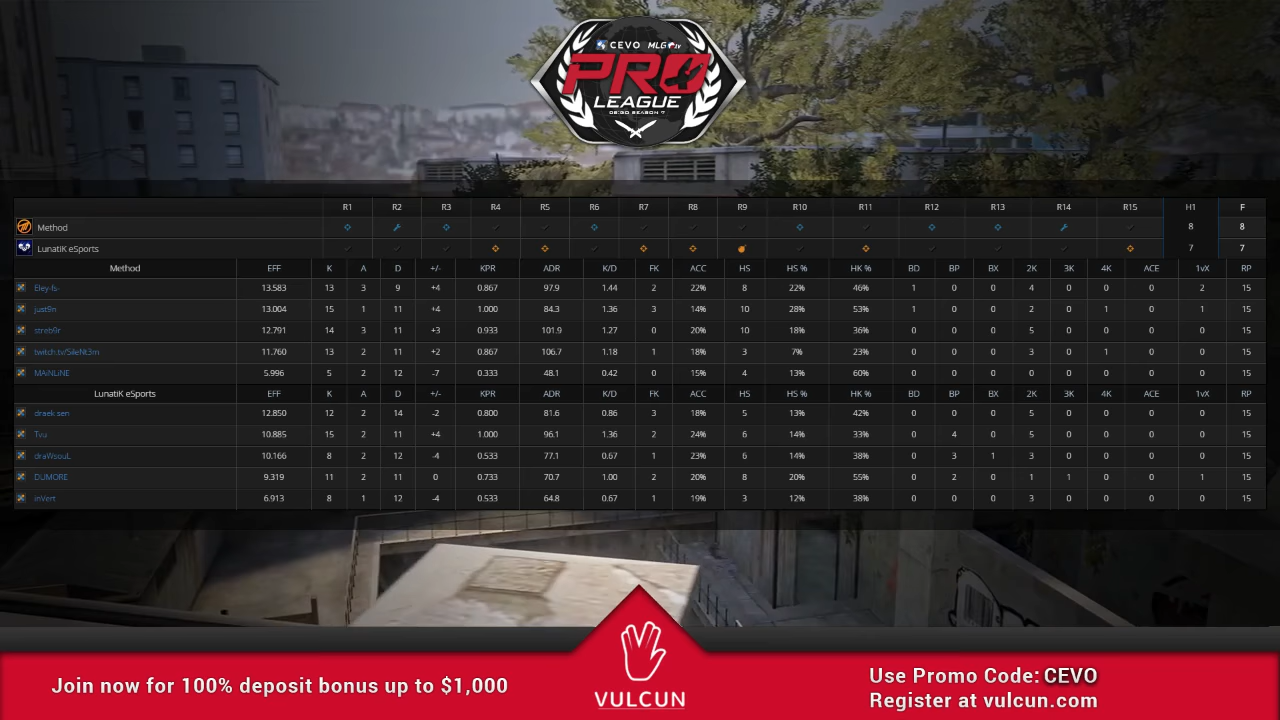 CEVO MLG.tv
PRO
LEAGUE
CS:GO SEASON 7
R1 R2 R3 R4 R5 R6 R7 R8 R9 R10 R11 R12 R13 R14 R15 H1 F
Method 8 8
LunatiK eSports 7 7
Method EFF K A D +/- KPR ADR K/D FK ACC HS HS % HK % BD BP BX 2K 3K 4K ACE 1vX RP
Eley-fs- 13.583 13 3 9 +4 0.867 97.9 1.44 2 22% 8 22% 46% 1 0 0 4 0 0 0 2 15
just9n 13.004 15 1 11 +4 1.000 84.3 1.36 3 14% 10 28% 53% 1 0 0 2 0 1 0 1 15
streb9r 12.791 14 3 11 +3 0.933 101.9 1.27 0 20% 10 18% 36% 0 0 0 5 0 0 0 0 15
twitch.tv/SileNt3m 11.760 13 2 11 +2 0.867 106.7 1.18 1 18% 3 7% 23% 0 0 0 3 0 1 0 0 15
MAiNLiNE 5.996 5 2 12 -7 0.333 48.1 0.42 0 15% 4 13% 60% 0 0 0 0 0 0 0 0 15
LunatiK eSports EFF K A D +/- KPR ADR K/D FK ACC HS HS % HK % BD BP BX 2K 3K 4K ACE 1vX RP
draek sen 12.850 12 2 14 -2 0.800 81.6 0.86 3 18% 5 13% 42% 0 0 0 5 0 0 0 0 15
Tvu 10.885 15 2 11 +4 1.000 96.1 1.36 2 24% 6 14% 33% 0 4 0 5 0 0 0 0 15
draWsouL 10.166 8 2 12 -4 0.533 77.1 0.67 1 23% 6 14% 38% 0 3 1 3 0 0 0 0 15
DUMORE 9.319 11 2 11 0 0.733 70.7 1.00 2 20% 8 20% 55% 0 2 0 1 1 0 0 1 15
inVert 6.913 8 1 12 -4 0.533 64.8 0.67 1 19% 3 12% 38% 0 0 0 3 0 0 0 0 15
Join now for 100% deposit bonus up to $1,000
VULCUN
Use Promo Code: CEVO
Register at vulcun.com